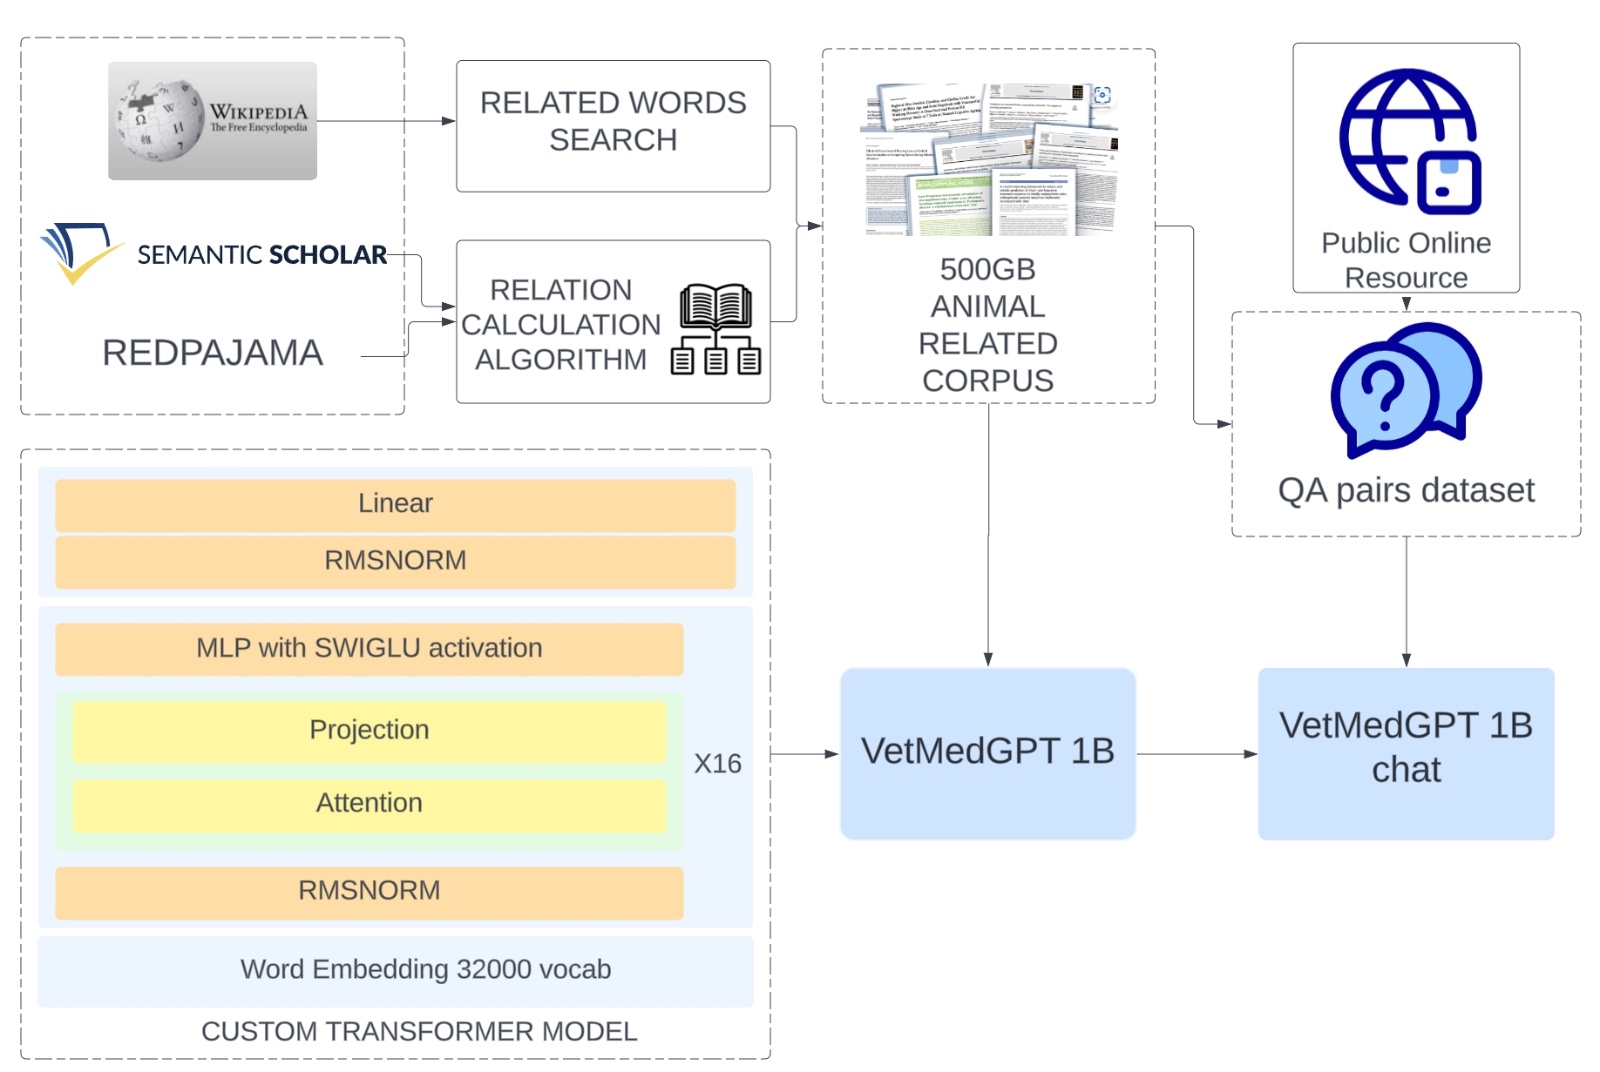 WIKIPEDIA
The Free Encyclopedia
SEMANTIC SCHOLAR
REDPAJAMA
RELATED WORDS
SEARCH
RELATION
CALCULATION
ALGORITHM
500GB
ANIMAL
RELATED
CORPUS
Public Online
Resource
QA pairs dataset
Linear
RMSNORM
MLP with SWIGLU activation
Projection
Attention
X16
RMSNORM
Word Embedding 32000 vocab
CUSTOM TRANSFORMER MODEL
VetMedGPT 1B
VetMedGPT 1B
chat